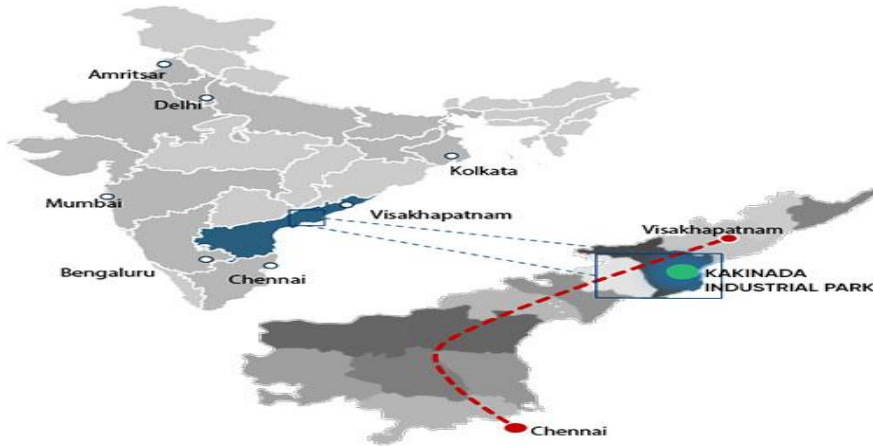 Amritsar
Delhi
Kolkata
Mumbai
Visakhapatnam
Bengaluru
Chennai
Visakhapatnam
KAKINADA
INDUSTRIAL PARK
Chennai